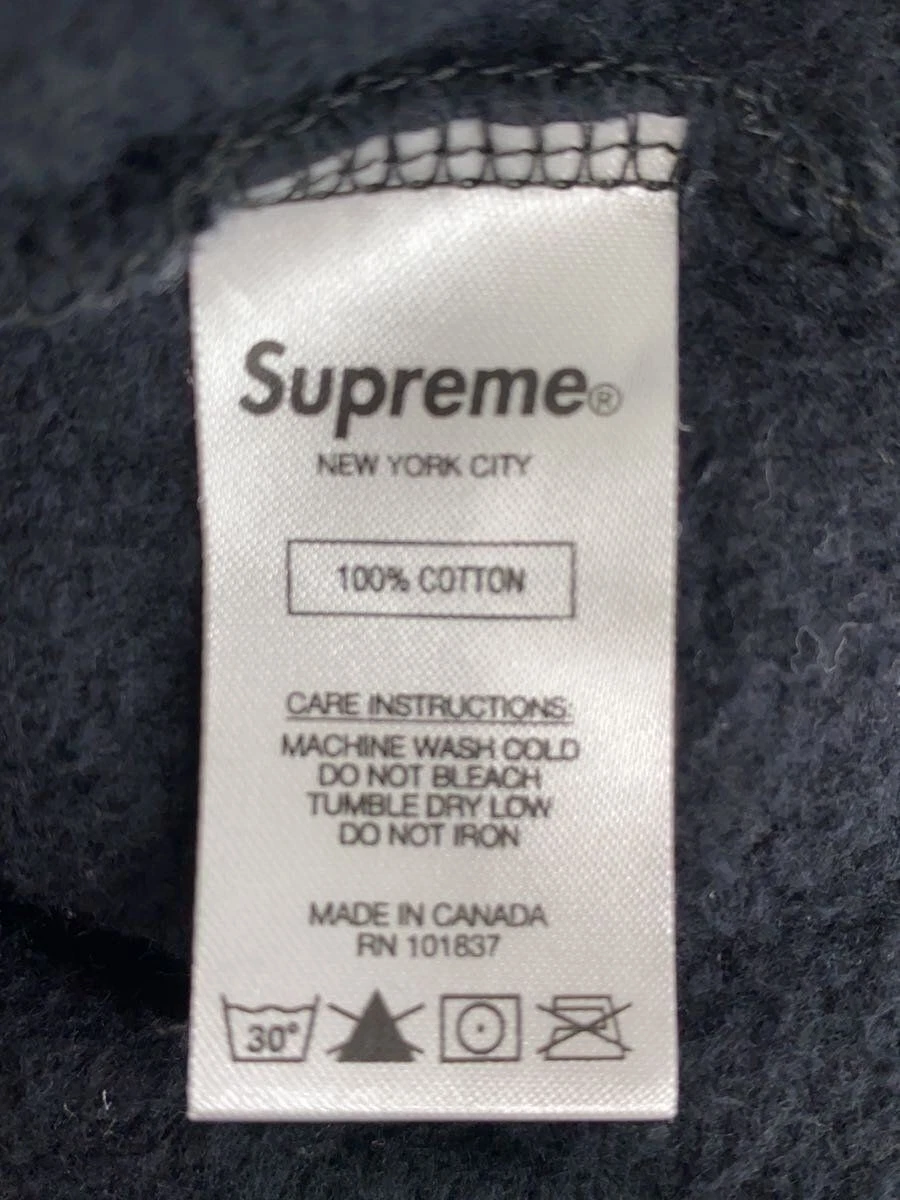 Supreme®
NEW YORK CITY
100% COTTON
CARE INSTRUCTIONS:
MACHINE WASH COLD
DO NOT BLEACH
TUMBLE DRY LOW
DO NOT IRON
MADE IN CANADA
RN 101837
30°